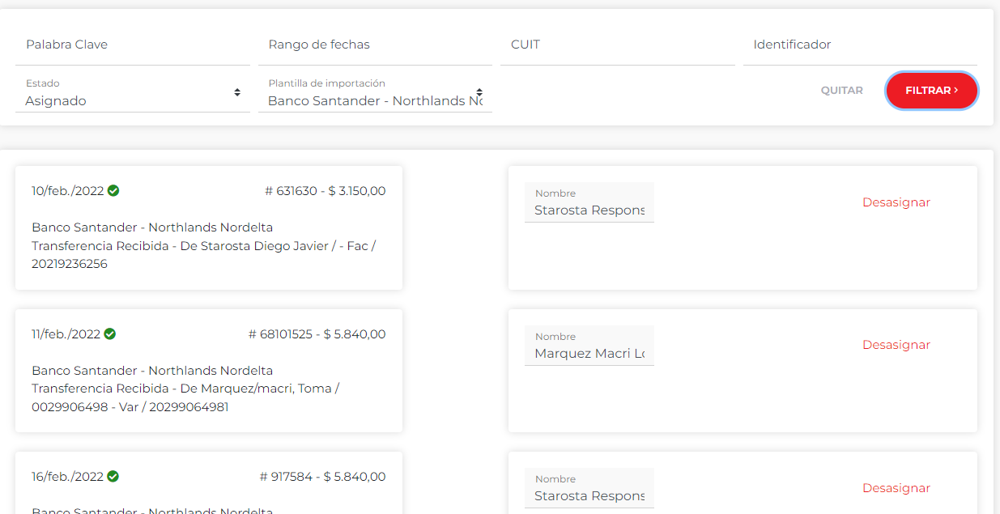 Palabra Clave
Rango de fechas
CUIT
Identificador
Estado
Asignado
Plantilla de importación
Banco Santander - Northlands No
QUITAR
FILTRAR ›
10/feb./2022
# 631630 - $ 3.150,00
Banco Santander - Northlands Nordelta
Transferencia Recibida - De Starosta Diego Javier / - Fac /
20219236256
Nombre
Starosta Respons
Desasignar
11/feb./2022
# 68101525 - $ 5.840,00
Banco Santander - Northlands Nordelta
Transferencia Recibida - De Marquez/macri, Toma /
0029906498 - Var / 20299064981
Nombre
Marquez Macri Lo
Desasignar
16/feb./2022
# 917584 - $ 5.840,00
Banco Santander - Northlands Nordelta
Nombre
Starosta Respons
Desasignar